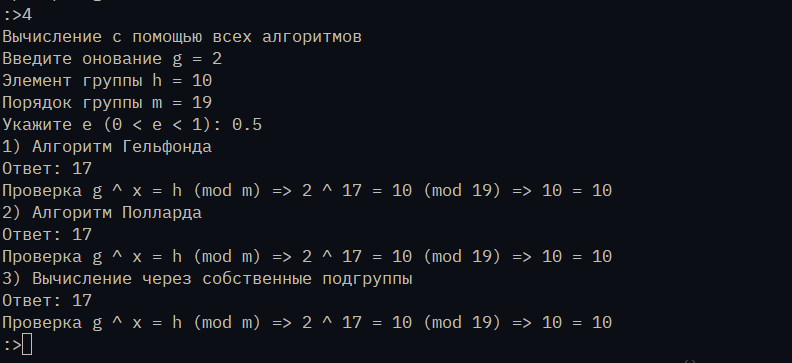 :>4
Вычисление с помощью всех алгоритмов
Введите онование g = 2
Элемент группы h = 10
Порядок группы m = 19
Укажите e (0 < e < 1): 0.5
1) Алгоритм Гельфонда
Ответ: 17
Проверка g ^ x = h (mod m) => 2 ^ 17 = 10 (mod 19) => 10 = 10
2) Алгоритм Полларда
Ответ: 17
Проверка g ^ x = h (mod m) => 2 ^ 17 = 10 (mod 19) => 10 = 10
3) Вычисление через собственные подгруппы
Ответ: 17
Проверка g ^ x = h (mod m) => 2 ^ 17 = 10 (mod 19) => 10 = 10
:>